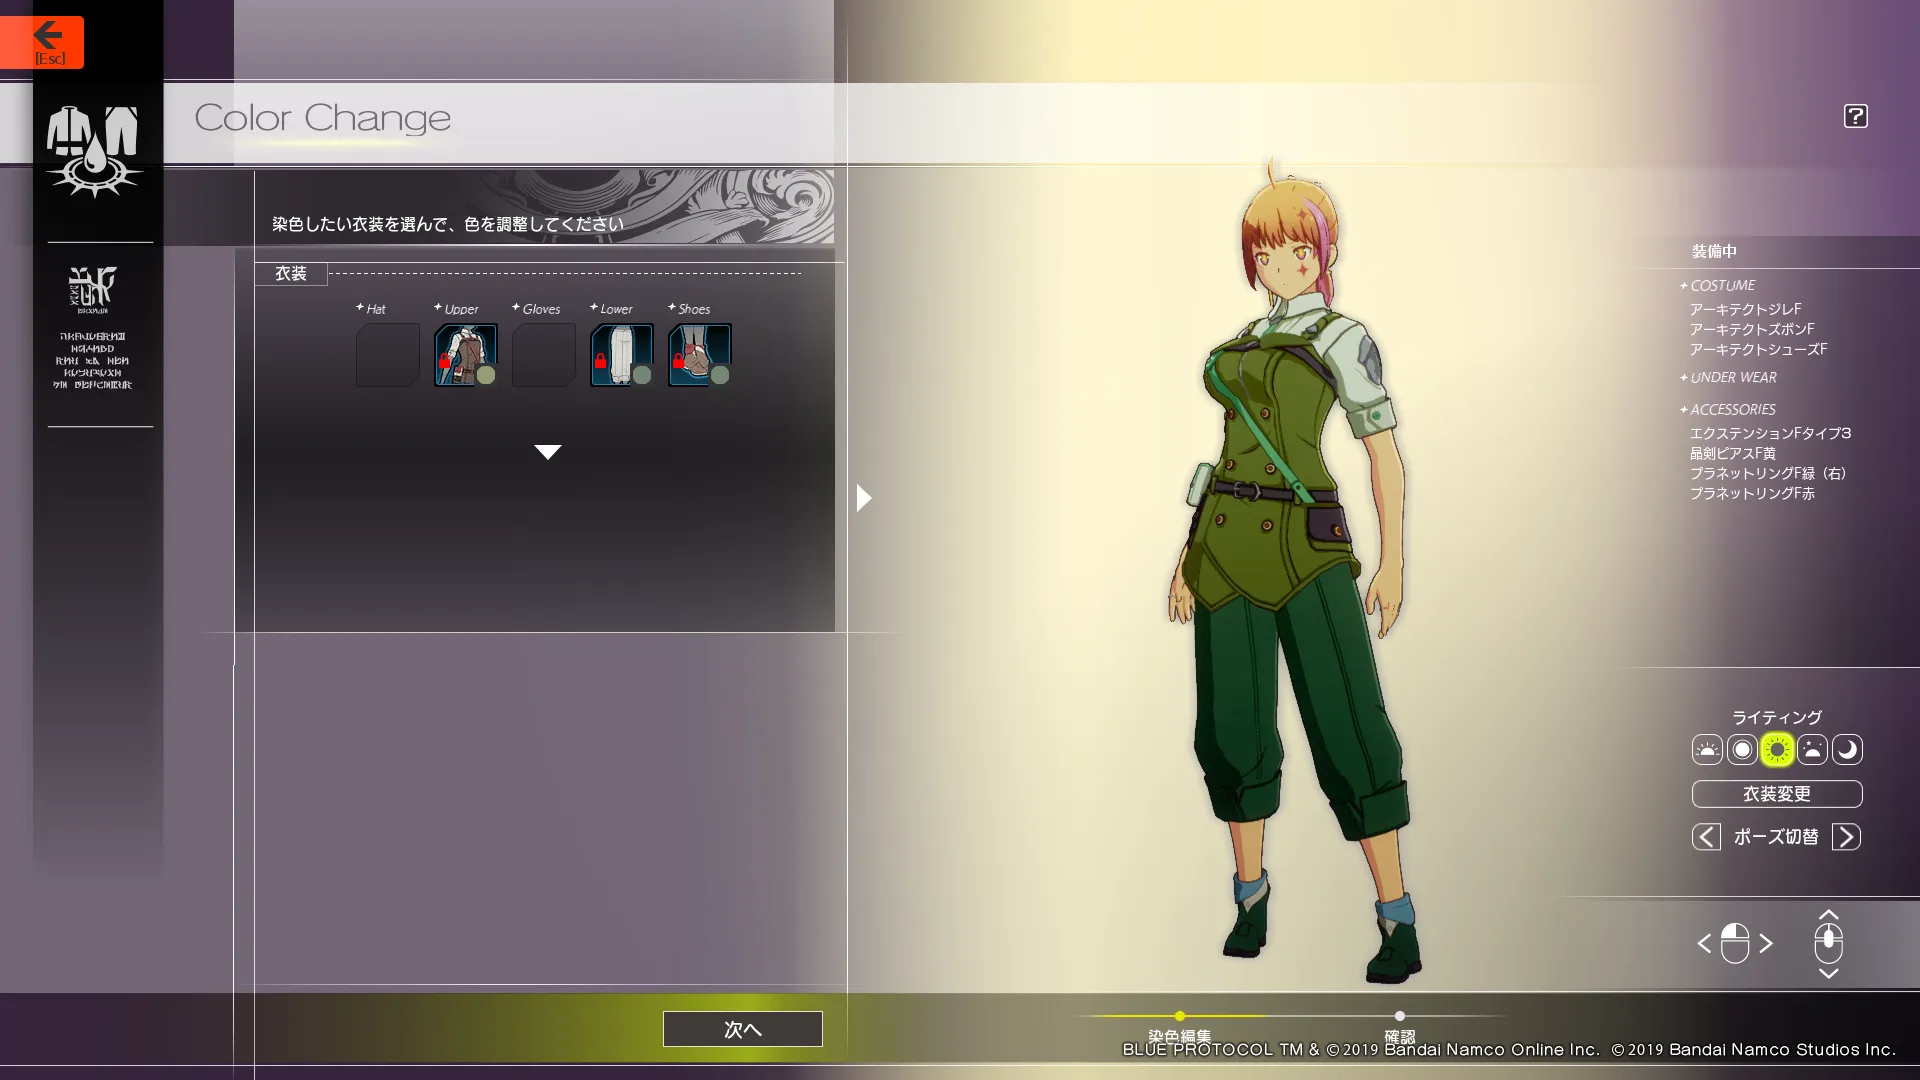 [Esc]
Color Change
?
染色したい衣装を選んで、色を調整してください
衣装
Hat
Upper
Gloves
Lower
Shoes
装備中
COSTUME
アーキテクトジレF
アーキテクトズボンF
アーキテクトシューズF
UNDER WEAR
ACCESSORIES
エクステンションFタイプ3
晶剣ピアスF黄
プラネットリングF緑（右）
プラネットリングF赤
ライティング
衣装変更
ポーズ切替
次へ
染色編集
確認
BLUE PROTOCOL TM & ©2019 Bandai Namco Online Inc. ©2019 Bandai Namco Studios Inc.